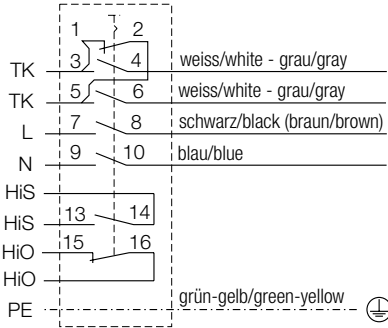 1 2
TK 3 4 weiss/white - grau/gray
TK 5 6 weiss/white - grau/gray
L 7 8 schwarz/black (braun/brown)
N 9 10 blau/blue
HiS
HiS 13 14
HiO 15 16
HiO
PE grün-gelb/green-yellow